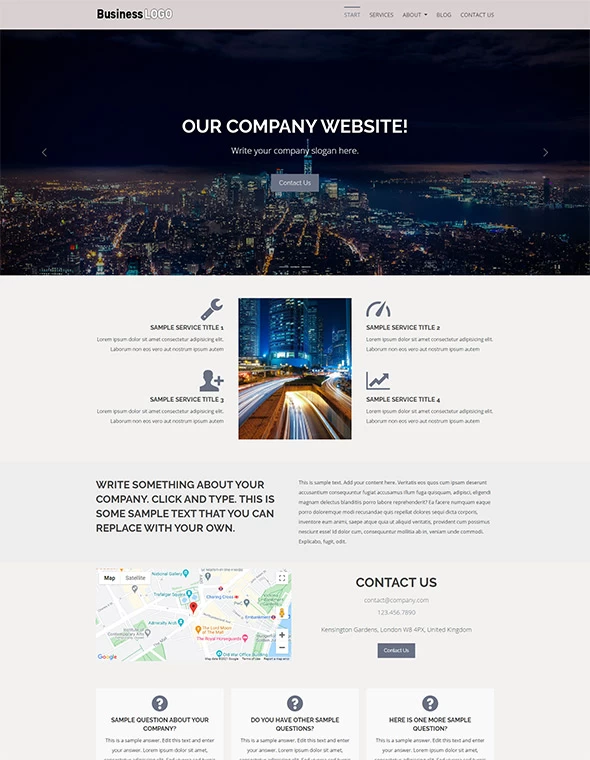 Business LOGO
START SERVICES ABOUT BLOG CONTACT US
OUR COMPANY WEBSITE!
Write your company slogan here.
Contact Us
SAMPLE SERVICE TITLE 1
Lorem ipsum dolor sit amet consectetur adipisicing elit.
Laborum non eos vero aut nostrum ipsum autem
SAMPLE SERVICE TITLE 3
Lorem ipsum dolor sit amet consectetur adipisicing elit.
Laborum non eos vero aut nostrum ipsum autem
SAMPLE SERVICE TITLE 2
Lorem ipsum dolor sit amet consectetur adipisicing elit.
Laborum non eos vero aut nostrum ipsum autem
SAMPLE SERVICE TITLE 4
Lorem ipsum dolor sit amet consectetur adipisicing elit.
Laborum non eos vero aut nostrum ipsum autem
WRITE SOMETHING ABOUT YOUR
COMPANY. CLICK AND TYPE. THIS IS
SOME SAMPLE TEXT THAT YOU CAN
REPLACE WITH YOUR OWN.
This is sample text. Add your content here. Veritatis eos quos cum ipsum deserunt
accusantium consequuntur fugiat accusamus illum fuga quisquam, adipisci, eligendi
magnam delectus blanditiis porro labore reprehenderit? Ea facere numquam eaque
porro doloremque modi recusandae quis repellat dolores sequi dicta corporis,
inventore eum animi, saepe atque quia ut aliquid veritatis, provident cum possimus
nesciunt esse id dolor cum, consequuntur mollitia ab in, veniam unde commodi.
Explicabo, fugit, odit.
Map Satellite
National Gallery
Trafalgar Square
Charing Cross
Embankment
Institute of
Contemporary Arts
The Lord Moon
of The Mall
The Royal Horseguards
Old War Office Building
Google
Map data ©2021 Google Terms of Use Report a map error
CONTACT US
contact@company.com
123.456.7890
Kensington Gardens, London W8 4PX, United Kingdom
Contact Us
SAMPLE QUESTION ABOUT YOUR
COMPANY?
This is a sample answer. Edit this text and enter
your answer. Lorem ipsum dolor sit amet,
DO YOU HAVE OTHER SAMPLE
QUESTIONS?
This is a sample answer. Edit this text and enter
your answer. Lorem ipsum dolor sit amet,
HERE IS ONE MORE SAMPLE
QUESTION?
This is a sample answer. Edit this text and enter
your answer. Lorem ipsum dolor sit amet,